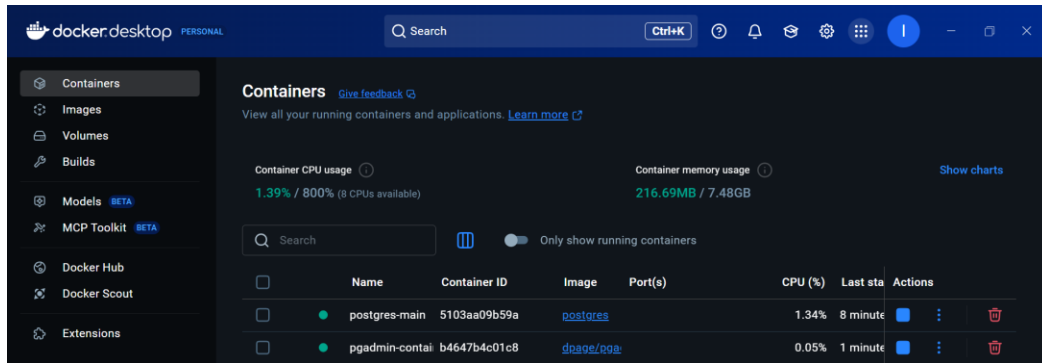 docker.desktop PERSONAL
Search
Ctrl+K
I
Containers
Images
Volumes
Builds
Models BETA
MCP Toolkit BETA
Docker Hub
Docker Scout
Extensions
Containers Give feedback
View all your running containers and applications. Learn more
Container CPU usage
1.39% / 800% (8 CPUs available)
Container memory usage
216.69MB / 7.48GB
Show charts
Search
Only show running containers
Name Container ID Image Port(s) CPU (%) Last sta Actions
postgres-main 5103aa09b59a postgres 1.34% 8 minute
pgadmin-contai b4647b4c01c8 dpage/pga 0.05% 1 minute